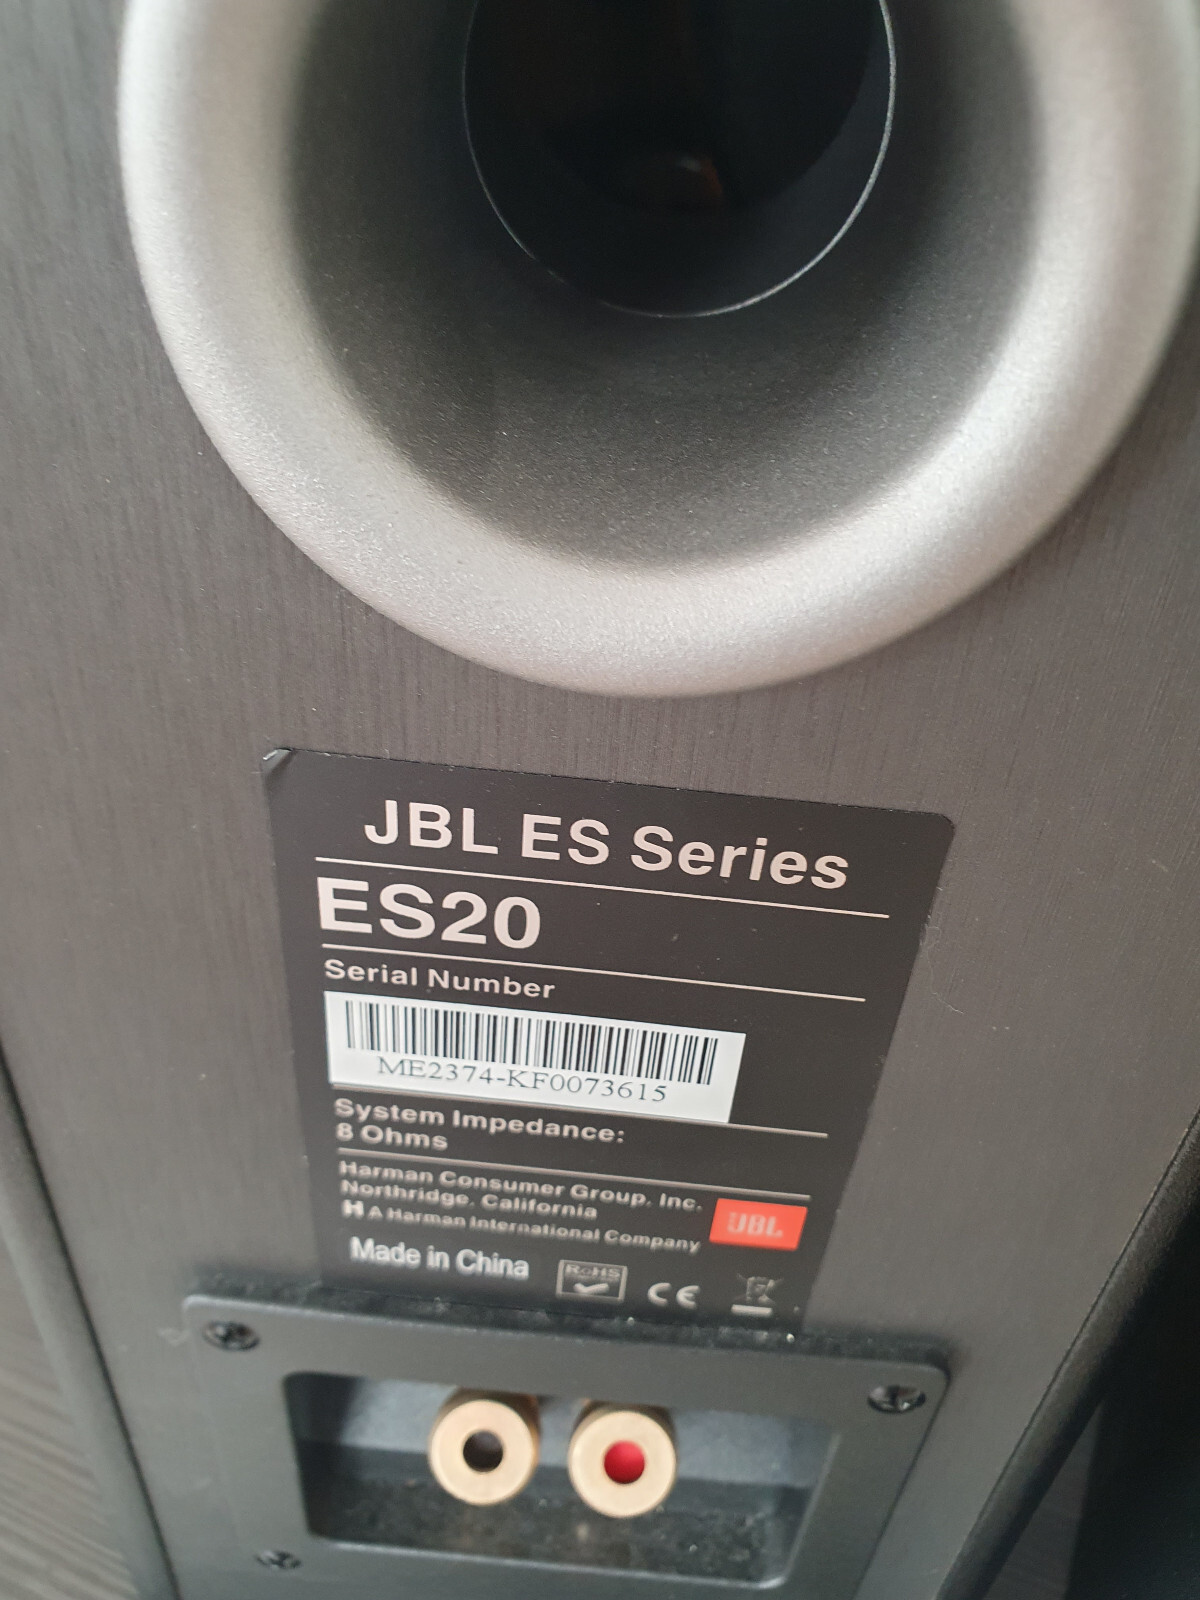 JBL ES Series
ES20
Serial Number
ME2374-KF0073615
System Impedance:
8 Ohms
Harman Consumer Group, Inc.
Northridge, California
H A Harman International Company
JBL
Made in China
RoHS
CE